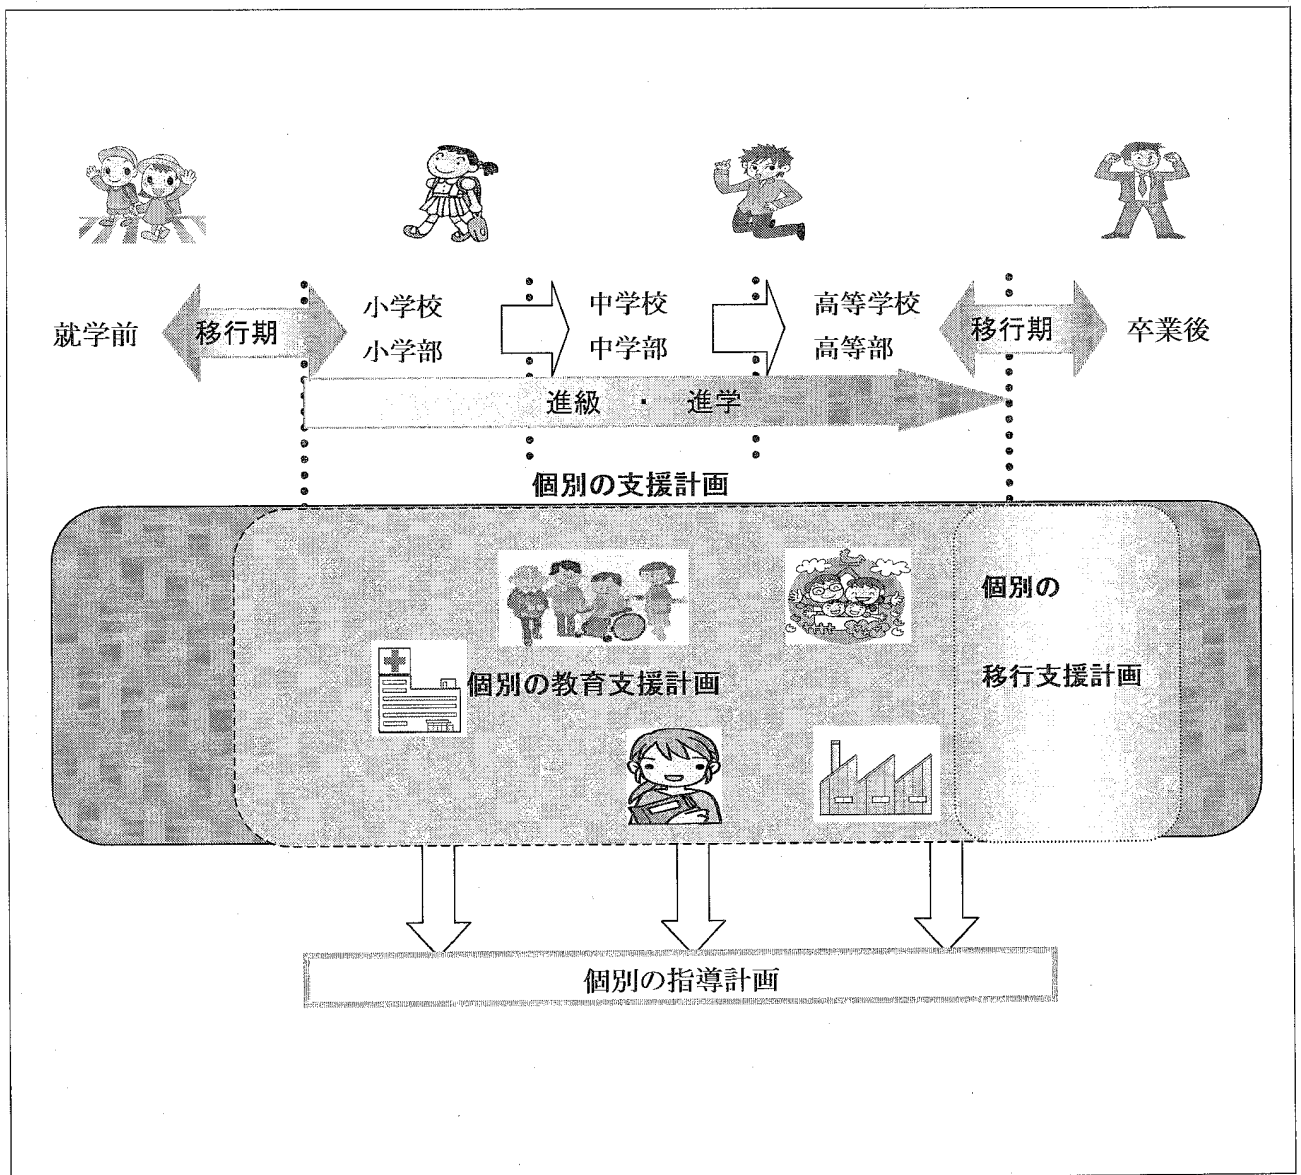 就学前
移行期
小学校
小学部
中学校
中学部
高等学校
高等部
移行期
卒業後
進級 ・ 進学
個別の支援計画
個別の教育支援計画
個別の
移行支援計画
個別の指導計画